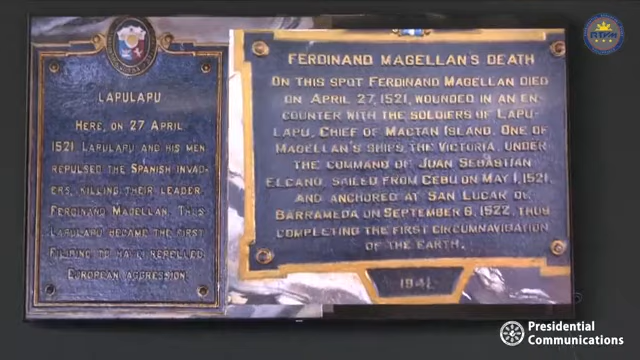 LAPULAPU
HERE, ON 27 APRIL
1521, LAPULAPU AND HIS MEN
REPULSED THE SPANISH INVAD-
ERS, KILLING THEIR LEADER,
FERDINAND MAGELLAN. THUS
LAPULAPU BECAME THE FIRST
FILIPINO TO HAVE REPELLED
EUROPEAN AGGRESSION.
FERDINAND MAGELLAN'S DEATH
ON THIS SPOT FERDINAND MAGELLAN DIED
ON APRIL 27, 1521, WOUNDED IN AN EN-
COUNTER WITH THE SOLDIERS OF LAPU-
LAPU, CHIEF OF MACTAN ISLAND. ONE OF
MAGELLAN'S SHIPS, THE VICTORIA, UNDER
THE COMMAND OF JUAN SEBASTIAN
ELCANO, SAILED FROM CEBU ON MAY 1, 1521,
AND ANCHORED AT SAN LUCAR DE
BARRAMEDA ON SEPTEMBER 6, 1522, THUS
COMPLETING THE FIRST CIRCUMNAVIGATION
OF THE EARTH.
1941
RTVM
Presidential
Communications